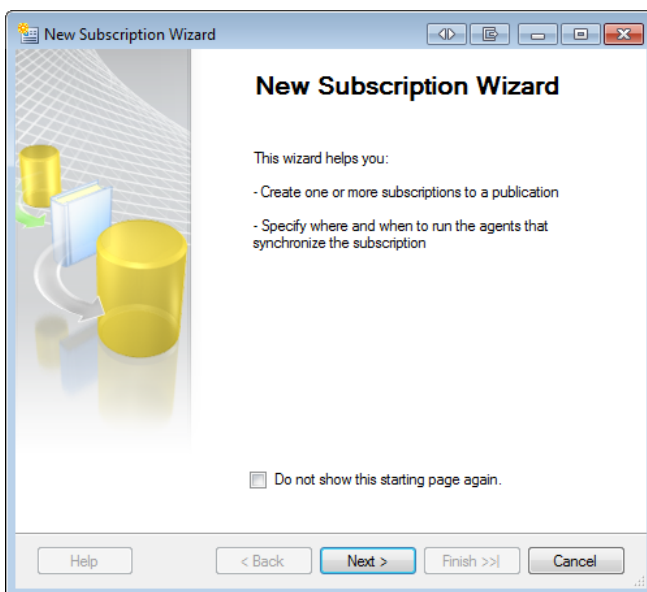 New Subscription Wizard
New Subscription Wizard
This wizard helps you:
- Create one or more subscriptions to a publication
- Specify where and when to run the agents that
synchronize the subscription
Do not show this starting page again.
Help
< Back
Next >
Finish >>|
Cancel